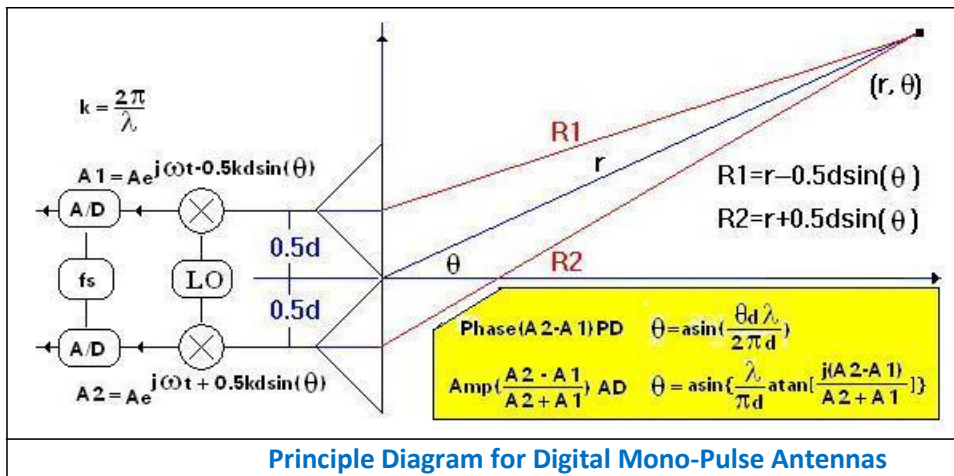 k = 2π/λ
(r, θ)
R1
r
A1 = Ae^jωt-0.5kdsin(θ)
R1=r−0.5dsin(θ)
A/D
R2=r+0.5dsin(θ)
0.5d
θ
R2
fs
LO
0.5d
Phase(A2-A1)PD θ=asin(θdλ/2πd)
A/D
Amp(A2-A1/A2+A1) AD θ=asin{λ/πd atan[j(A2-A1)/A2+A1]}
A2=Ae^jωt+0.5kdsin(θ)
Principle Diagram for Digital Mono-Pulse Antennas